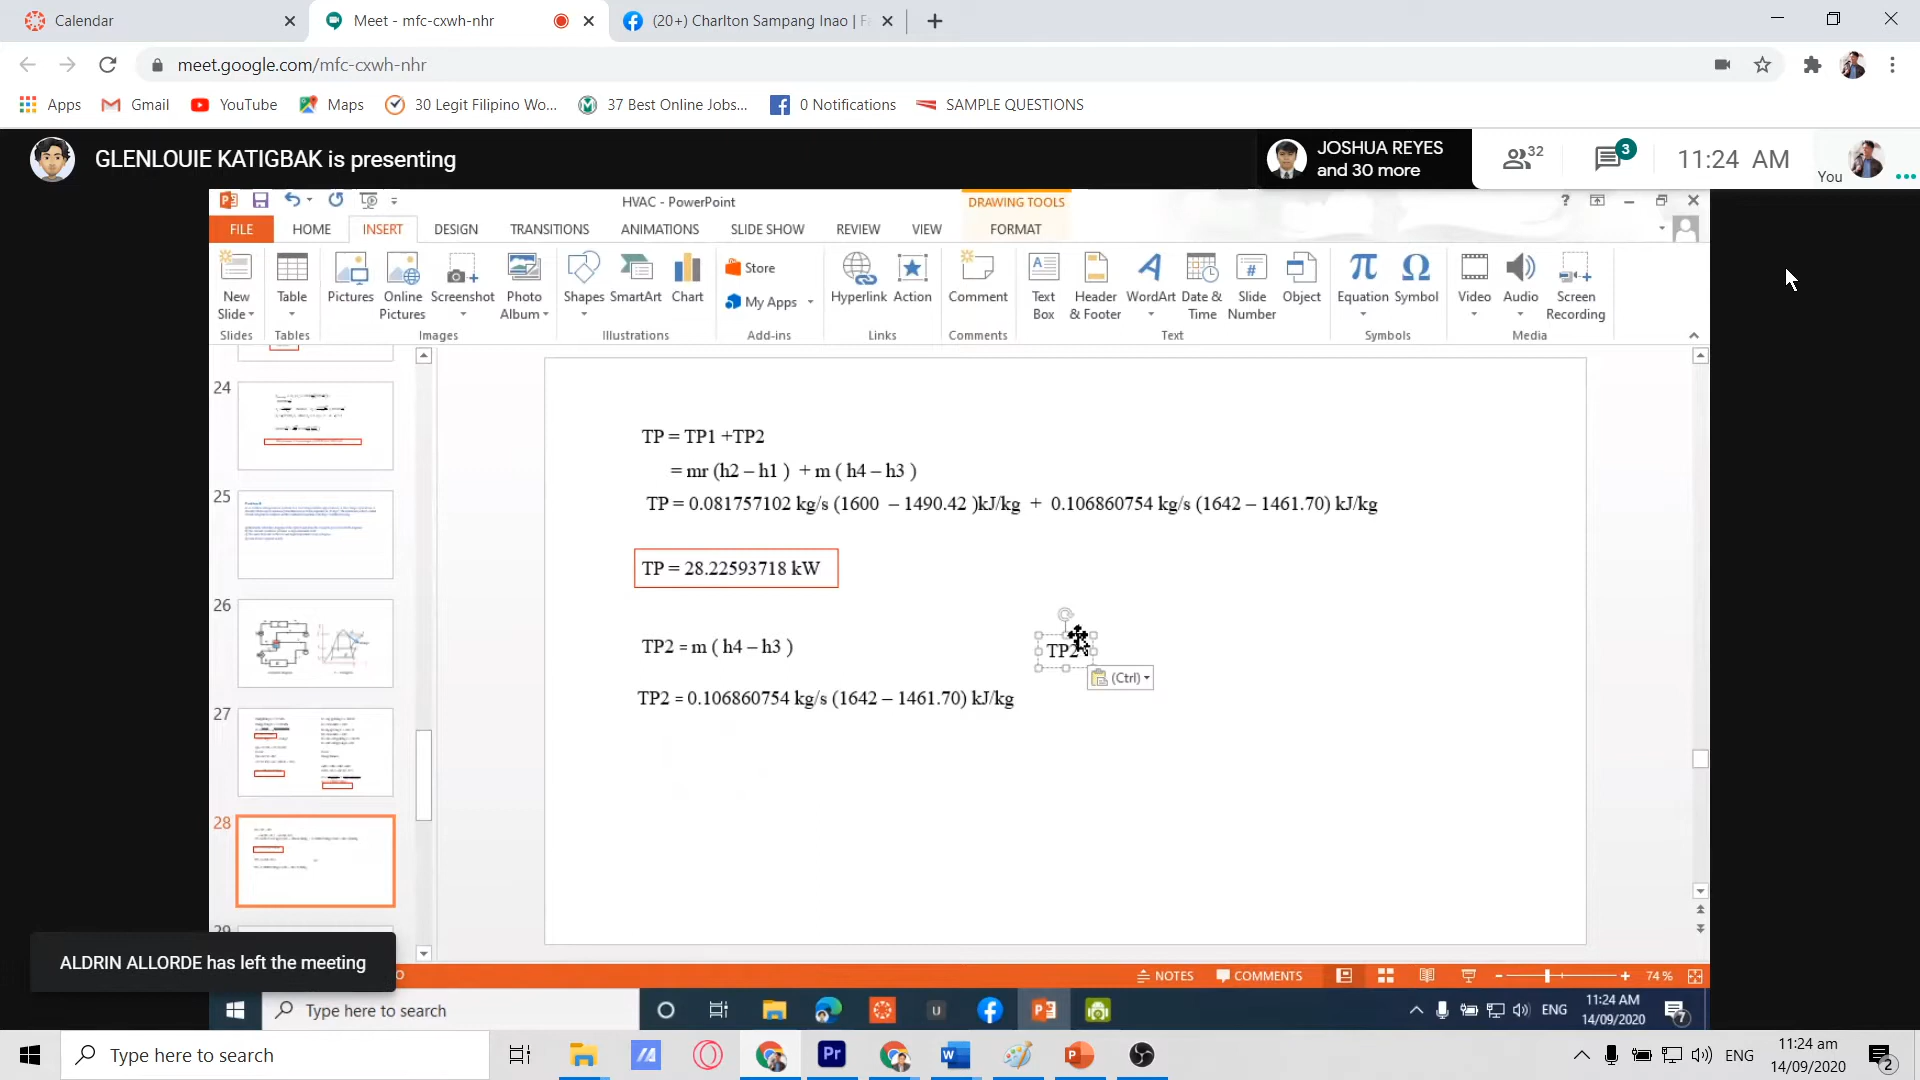 Calendar
Meet - mfc-cxwh-nhr
(20+) Charlton Sampang Inao | Fa
meet.google.com/mfc-cxwh-nhr
Apps
Gmail
YouTube
Maps
30 Legit Filipino Wo...
37 Best Online Jobs...
0 Notifications
SAMPLE QUESTIONS
GLENLOUIE KATIGBAK is presenting
JOSHUA REYES
and 30 more
32
3
11:24 AM
You
HVAC - PowerPoint
DRAWING TOOLS
FILE
HOME
INSERT
DESIGN
TRANSITIONS
ANIMATIONS
SLIDE SHOW
REVIEW
VIEW
FORMAT
New
Slide
Table
Pictures
Online
Pictures
Screenshot
Photo
Album
Shapes
SmartArt
Chart
Store
My Apps
Hyperlink
Action
Comment
Text
Box
Header
& Footer
WordArt
Date &
Time
Slide
Number
Object
Equation
Symbol
Video
Audio
Screen
Recording
Slides
Tables
Images
Illustrations
Add-ins
Links
Comments
Text
Symbols
Media
24
25
26
27
28
29
TP = TP1 +TP2
= mr (h2 – h1 ) + m ( h4 – h3 )
TP = 0.081757102 kg/s (1600 – 1490.42 )kJ/kg + 0.106860754 kg/s (1642 – 1461.70) kJ/kg
TP = 28.22593718 kW
TP2 = m ( h4 – h3 )
TP2
(Ctrl)
TP2 = 0.106860754 kg/s (1642 – 1461.70) kJ/kg
ALDRIN ALLORDE has left the meeting
NOTES
COMMENTS
74 %
Type here to search
ENG
11:24 AM
14/09/2020
7
Type here to search
ENG
11:24 am
14/09/2020
2